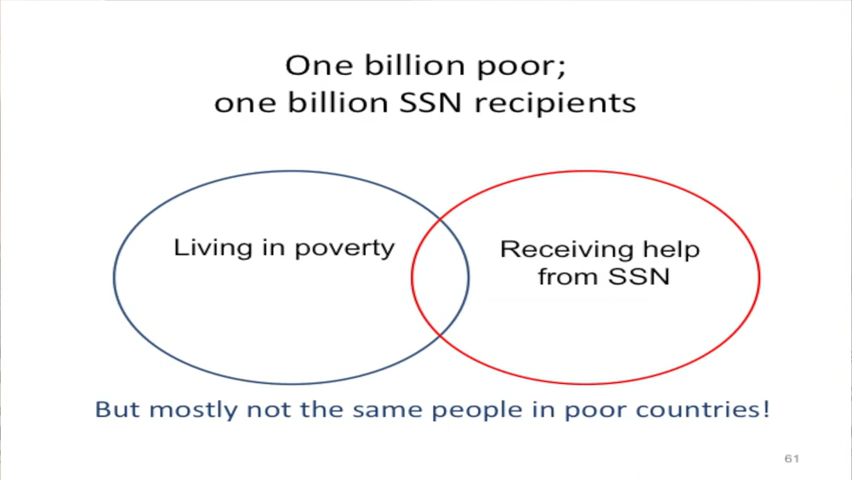 One billion poor;
one billion SSN recipients
Living in poverty
Receiving help
from SSN
But mostly not the same people in poor countries!
61